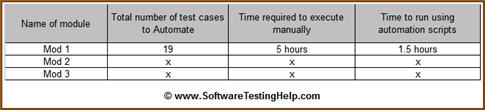 Name of module | Total number of test cases to Automate | Time required to execute manually | Time to run using automation scripts
Mod 1 | 19 | 5 hours | 1.5 hours
Mod 2 | x | x | x
Mod 3 | x | x | x
© www.SoftwareTestingHelp.com